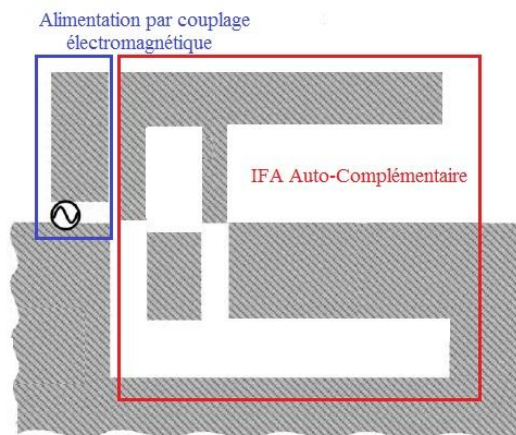 Alimentation par couplage
électromagnétique
IFA Auto-Complémentaire